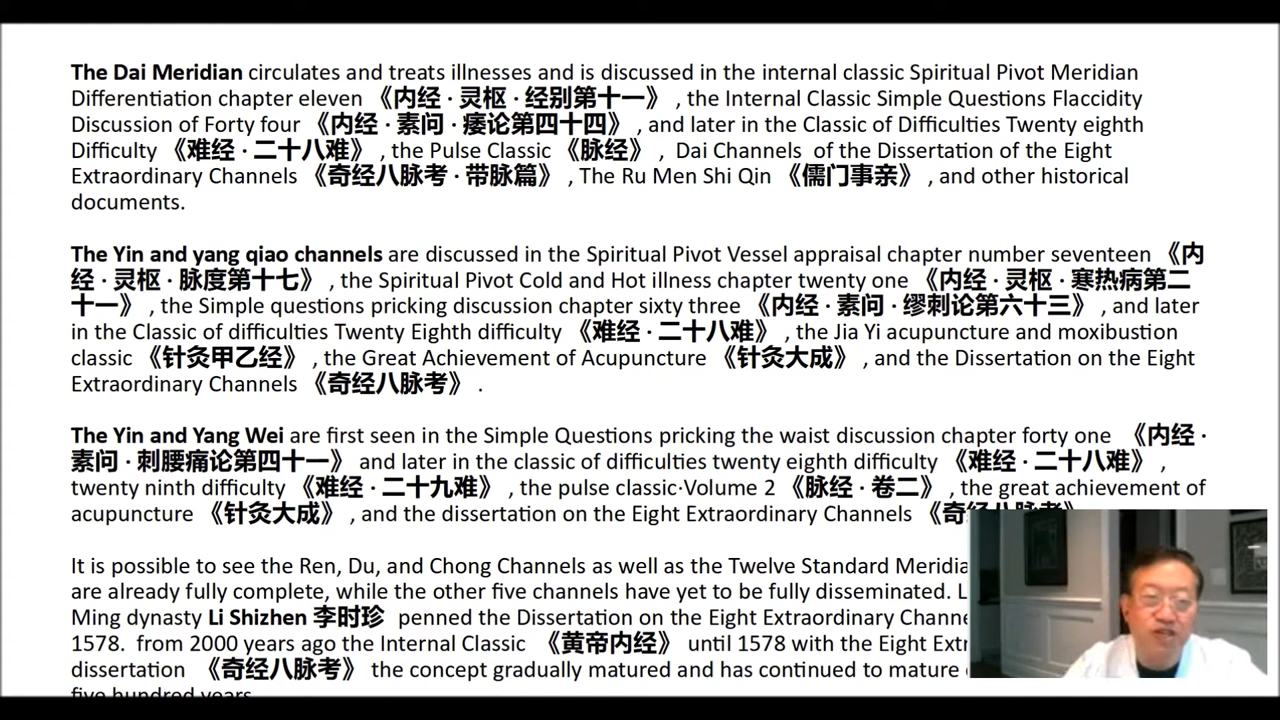 The Dai Meridian circulates and treats illnesses and is discussed in the internal classic Spiritual Pivot Meridian
Differentiation chapter eleven 《内经 · 灵枢 · 经别第十一》 , the Internal Classic Simple Questions Flaccidity
Discussion of Forty four 《内经 · 素问 · 痿论第四十四》 , and later in the Classic of Difficulties Twenty eighth
Difficulty 《难经 · 二十八难》 , the Pulse Classic 《脉经》 , Dai Channels of the Dissertation of the Eight
Extraordinary Channels 《奇经八脉考 · 带脉篇》 , The Ru Men Shi Qin 《儒门事亲》 , and other historical
documents.
The Yin and yang qiao channels are discussed in the Spiritual Pivot Vessel appraisal chapter number seventeen 《内
经 · 灵枢 · 脉度第十七》 , the Spiritual Pivot Cold and Hot illness chapter twenty one 《内经 · 灵枢 · 寒热病第二
十一》 , the Simple questions pricking discussion chapter sixty three 《内经 · 素问 · 缪刺论第六十三》 , and later
in the Classic of difficulties Twenty Eighth difficulty 《难经 · 二十八难》 , the Jia Yi acupuncture and moxibustion
classic 《针灸甲乙经》 , the Great Achievement of Acupuncture 《针灸大成》 , and the Dissertation on the Eight
Extraordinary Channels 《奇经八脉考》 .
The Yin and Yang Wei are first seen in the Simple Questions pricking the waist discussion chapter forty one 《内经 ·
素问 · 刺腰痛论第四十一》 and later in the classic of difficulties twenty eighth difficulty 《难经 · 二十八难》 ,
twenty ninth difficulty 《难经 · 二十九难》 , the pulse classic·Volume 2 《脉经 · 卷二》 , the great achievement of
acupuncture 《针灸大成》 , and the dissertation on the Eight Extraordinary Channels 《奇经八脉考》
It is possible to see the Ren, Du, and Chong Channels as well as the Twelve Standard
are already fully complete, while the other five channels have yet to be fully disseminated.
Ming dynasty Li Shizhen 李时珍 penned the Dissertation on the Eight Extraordinary
1578. from 2000 years ago the Internal Classic 《黄帝内经》 until 1578 with the Eight
dissertation 《奇经八脉考》 the concept gradually matured and has continued to mature
five hundred years